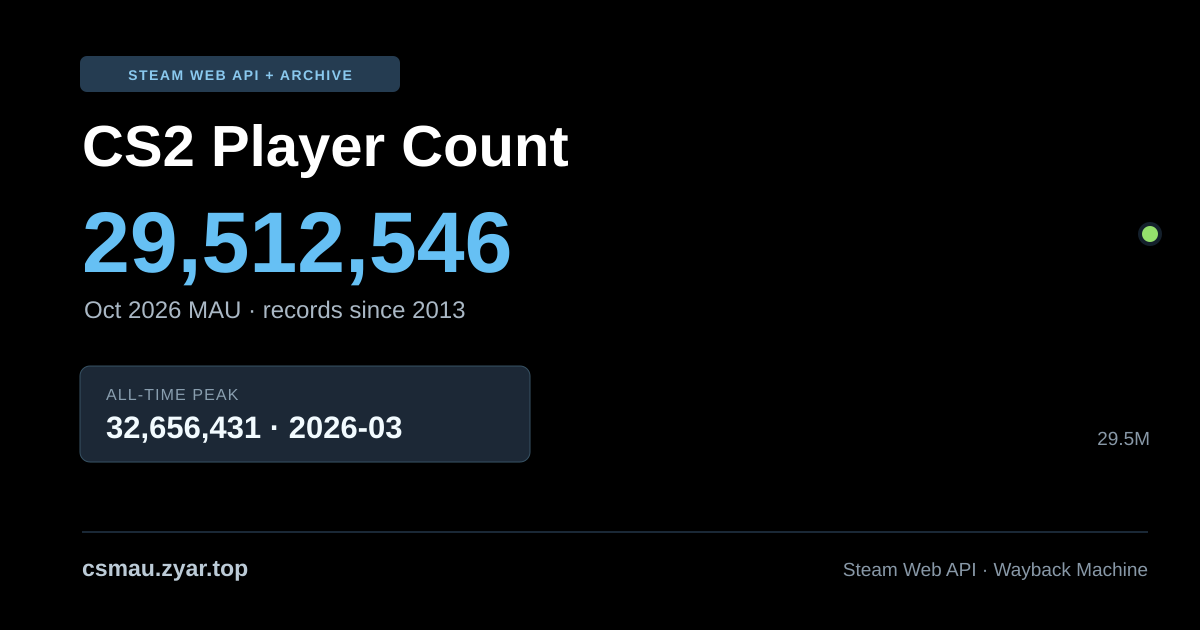 STEAM WEB API + ARCHIVE
CS2 Player Count
29,512,546
Oct 2026 MAU · records since 2013
ALL-TIME PEAK
32,656,431 · 2026-03
29.5M
csmau.zyar.top
Steam Web API · Wayback Machine